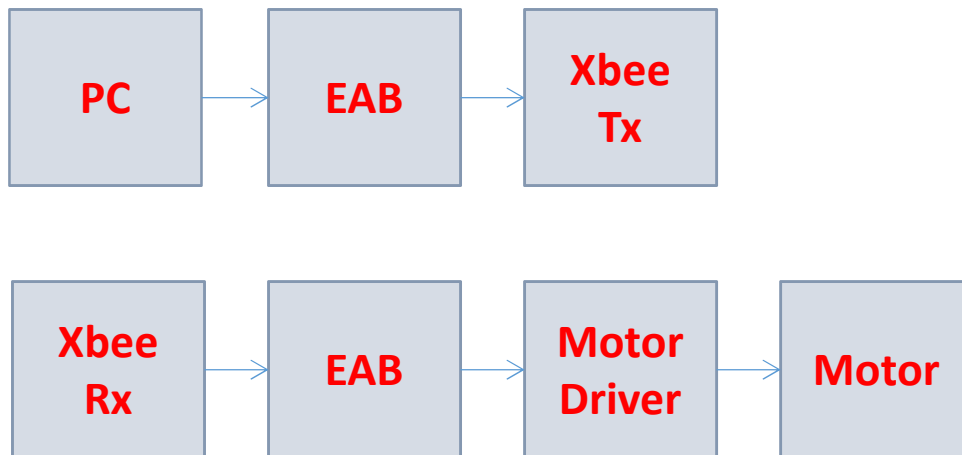 PC
EAB
Xbee
Tx
Xbee
Rx
EAB
Motor
Driver
Motor